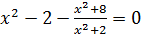 x² − 2 − (x²+8)/(x²+2) = 0